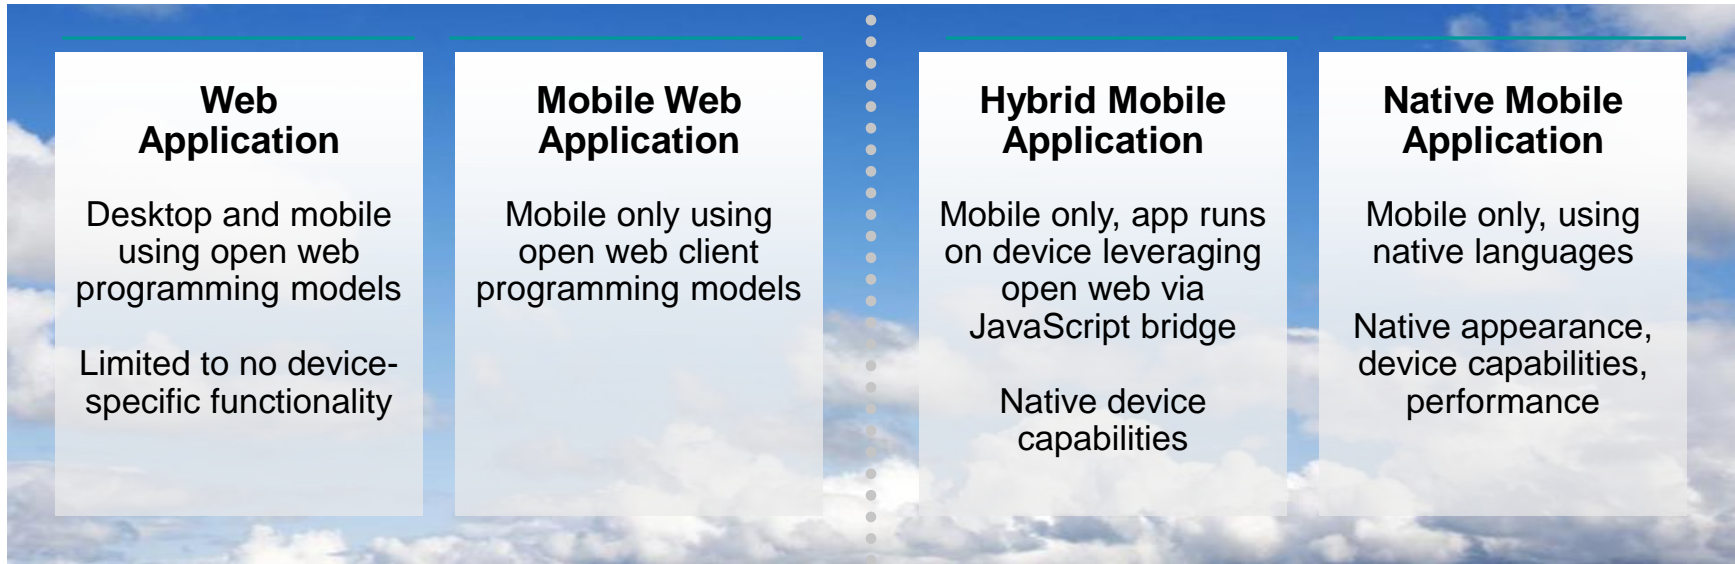 Web
Application
Desktop and mobile
using open web
programming models
Limited to no device-
specific functionality
Mobile Web
Application
Mobile only using
open web client
programming models
Hybrid Mobile
Application
Mobile only, app runs
on device leveraging
open web via
JavaScript bridge
Native device
capabilities
Native Mobile
Application
Mobile only, using
native languages
Native appearance,
device capabilities,
performance